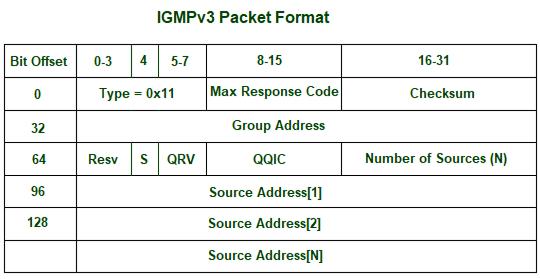 IGMPv3 Packet Format
Bit Offset 0-3 4 5-7 8-15 16-31
0 Type = 0x11 Max Response Code Checksum
32 Group Address
64 Resv S QRV QQIC Number of Sources (N)
96 Source Address[1]
128 Source Address[2]
Source Address[N]